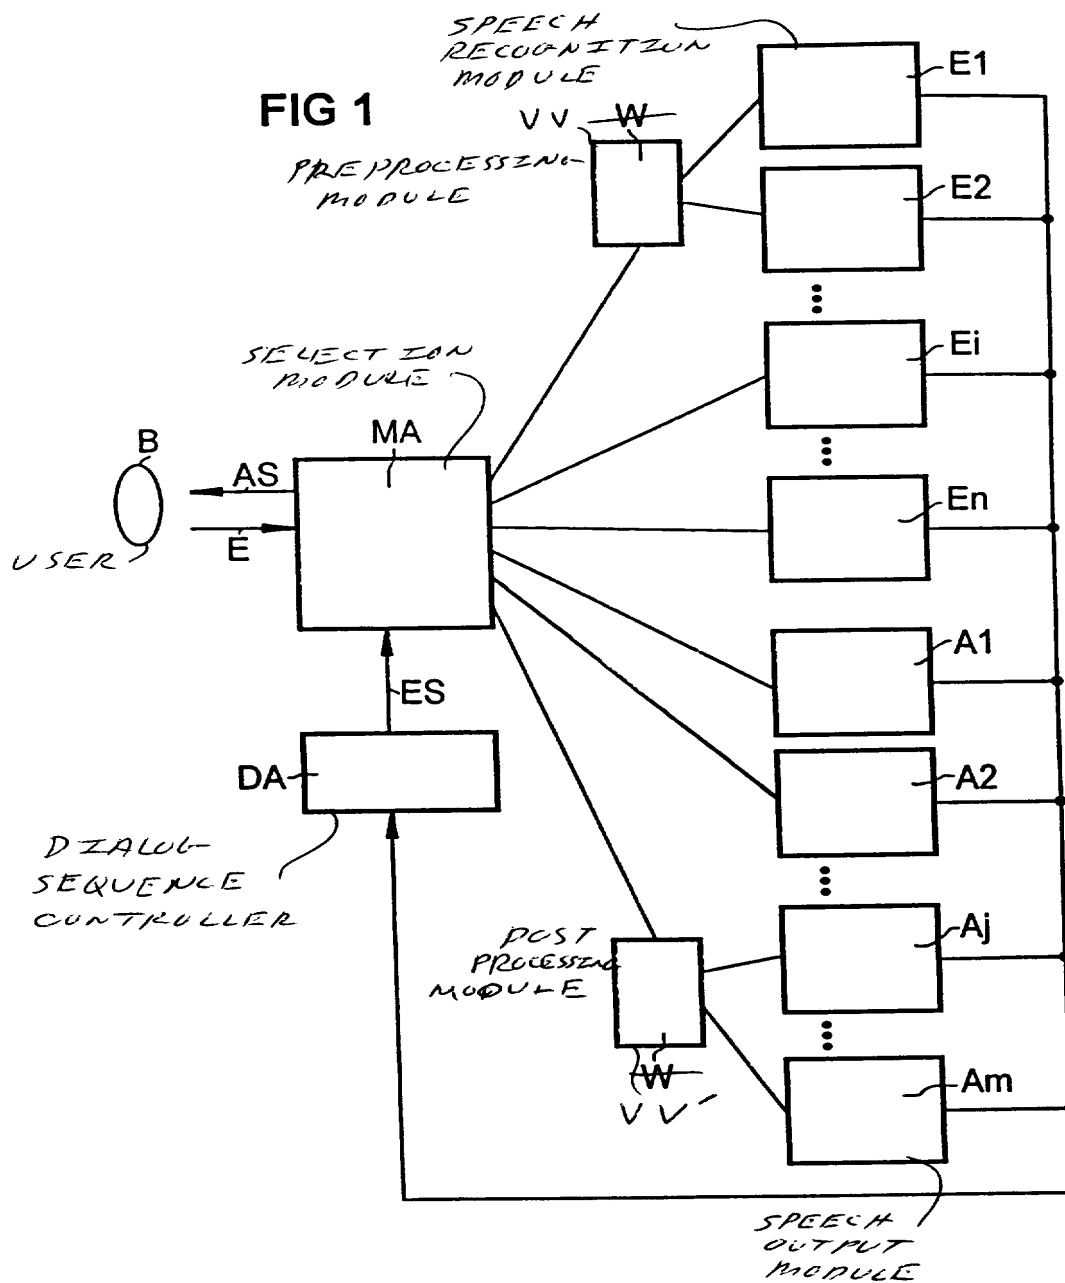 SPEECH
RECOGNITION
MODULE
E1
FIG 1
VV W
PREPROCESSING
MODULE
E2
Ei
SELECTION
MODULE
MA
B
AS
E
USER
En
A1
ES
DA
A2
DIALOG
SEQUENCE
CONTROLLER
POST
PROCESSING
MODULE
Aj
W
VV'
Am
SPEECH
OUTPUT
MODULE